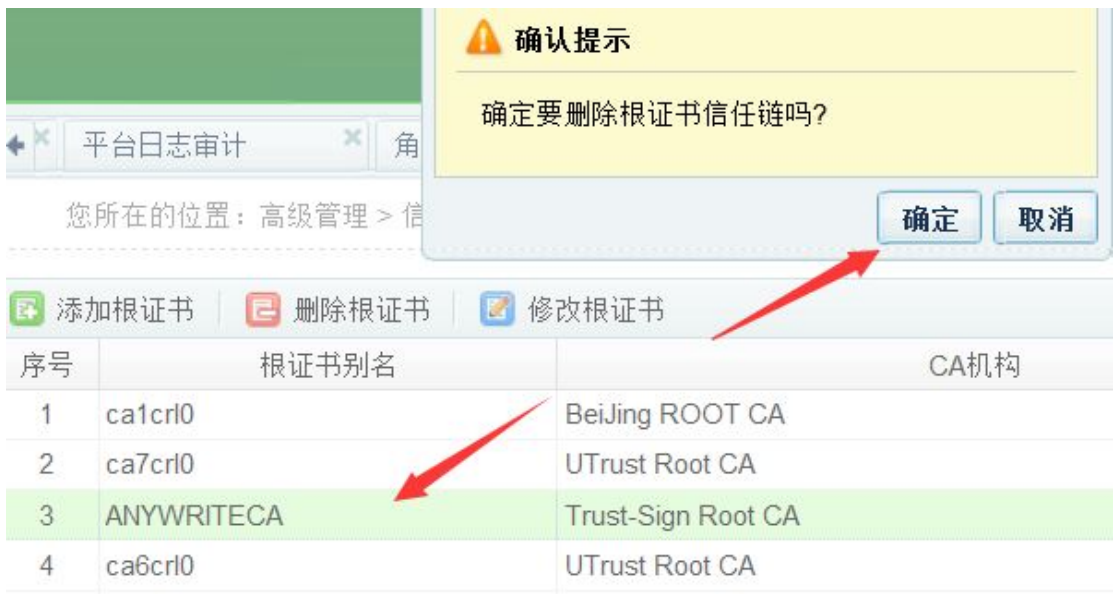 确认提示
确定要删除根证书信任链吗?
平台日志审计 角
您所在的位置：高级管理 > 信
确定 取消
添加根证书 删除根证书 修改根证书
序号 根证书别名 CA机构
1 ca1crl0 BeiJing ROOT CA
2 ca7crl0 UTrust Root CA
3 ANYWRITECA Trust-Sign Root CA
4 ca6crl0 UTrust Root CA